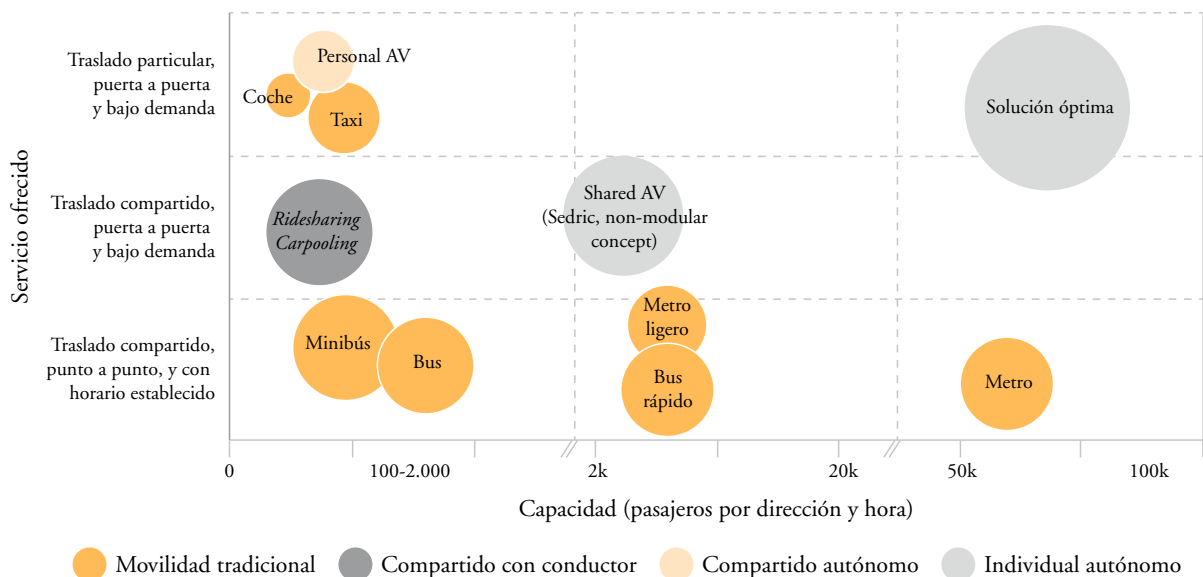 Servicio ofrecido
Traslado particular,
puerta a puerta
y bajo demanda
Personal AV
Coche
Taxi
Solución óptima
Traslado compartido,
puerta a puerta
y bajo demanda
Ridesharing
Carpooling
Shared AV
(Sedric, non-modular
concept)
Traslado compartido,
punto a punto, y con
horario establecido
Minibús
Bus
Metro
ligero
Bus
rápido
Metro
0
100-2.000
2k
20k
50k
100k
Capacidad (pasajeros por dirección y hora)
Movilidad tradicional
Compartido con conductor
Compartido autónomo
Individual autónomo